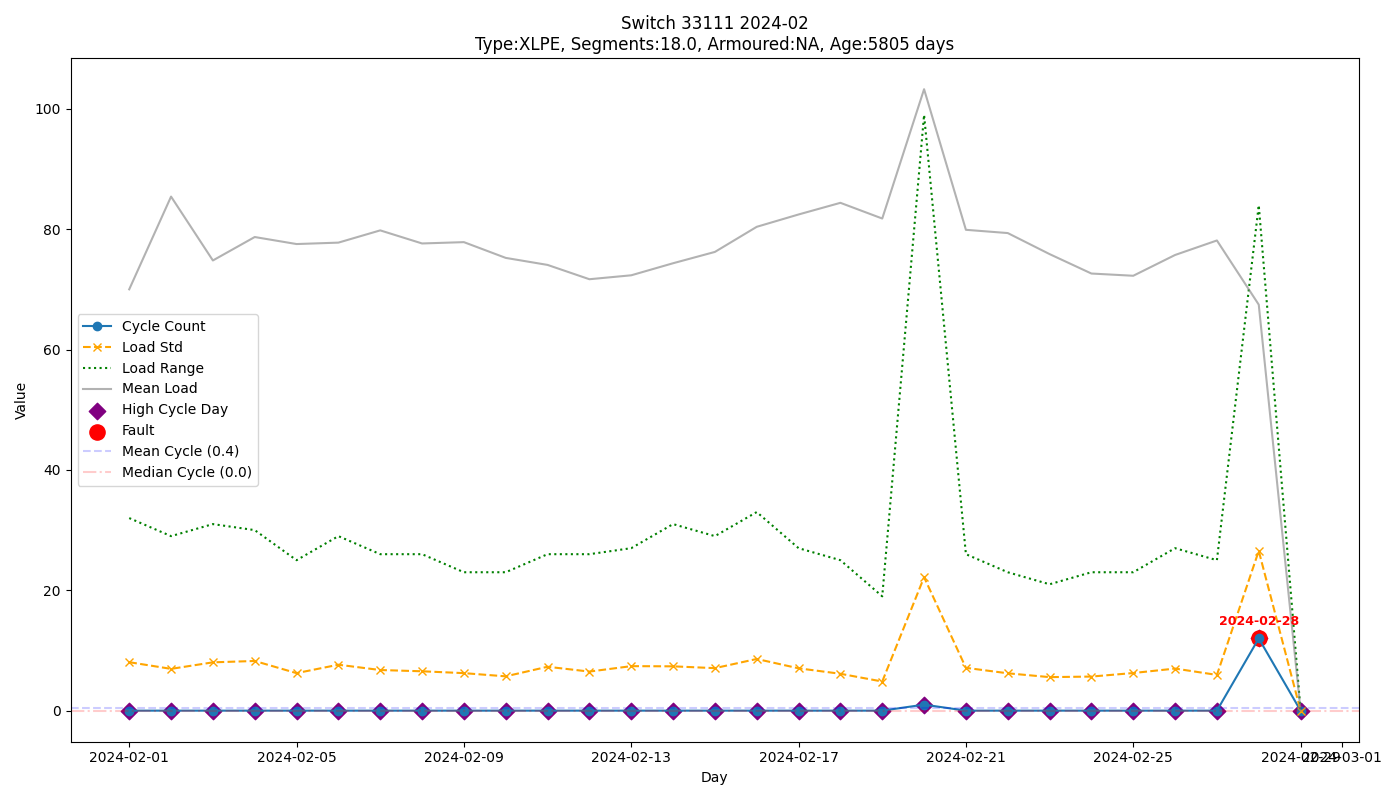 Switch 33111 2024-02
Type:XLPE, Segments:18.0, Armoured:NA, Age:5805 days
Value
100
80
60
40
20
0
Cycle Count
Load Std
Load Range
Mean Load
High Cycle Day
Fault
Mean Cycle (0.4)
Median Cycle (0.0)
2024-02-28
2024-02-01
2024-02-05
2024-02-09
2024-02-13
2024-02-17
2024-02-21
2024-02-25
2024-02-29
2024-03-01
Day